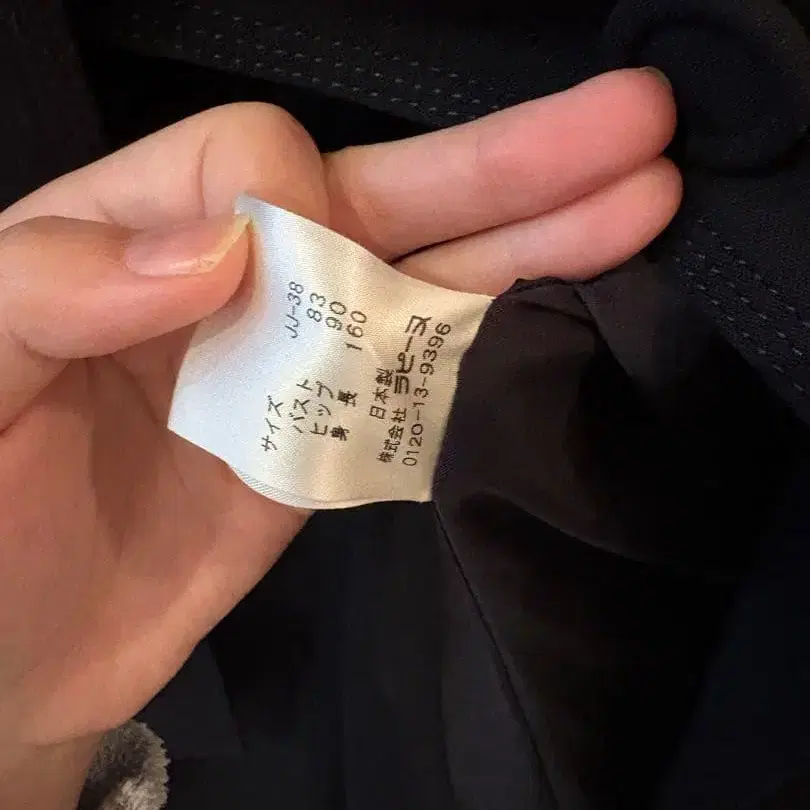 サイズ JJ-38
バスト 83
ヒップ 90
身長 160
日本製
株式会社 ラピーヌ
0120-13-9396